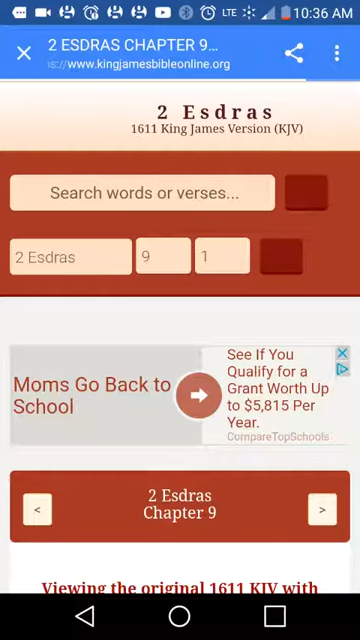 LTE 10:36 AM
2 ESDRAS CHAPTER 9...
s://www.kingjamesbibleonline.org
2 Esdras
1611 King James Version (KJV)
Search words or verses...
2 Esdras 9 1
Moms Go Back to
School
See If You
Qualify for a
Grant Worth Up
to $5,815 Per
Year.
CompareTopSchools
2 Esdras
Chapter 9
< >
Viewing the original 1611 KJV with